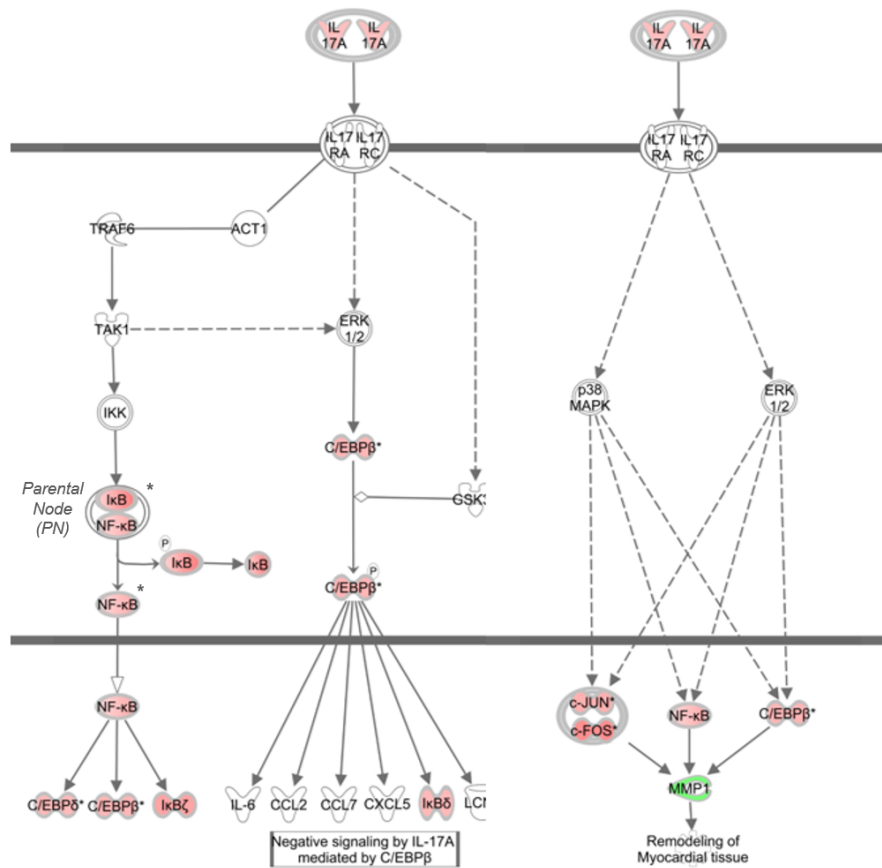 IL IL
17A 17A
IL IL
17A 17A
IL17 IL17
RA RC
IL17 IL17
RA RC
TRAF6
ACT1
TAK1
ERK
1/2
p38
MAPK
ERK
1/2
IKK
C/EBPβ*
Parental
Node
(PN)
IκB
*
NF-κB
GSK3
P
IκB
IκB
NF-κB
*
P
C/EBPβ*
NF-κB
c-JUN*
c-FOS*
NF-κB
C/EBPβ*
C/EBPδ*
C/EBPβ*
IκBζ
IL-6
CCL2
CCL7
CXCL5
IκBδ
LCN
MMP1
Negative signaling by IL-17A
mediated by C/EBPβ
Remodeling of
Myocardial tissue